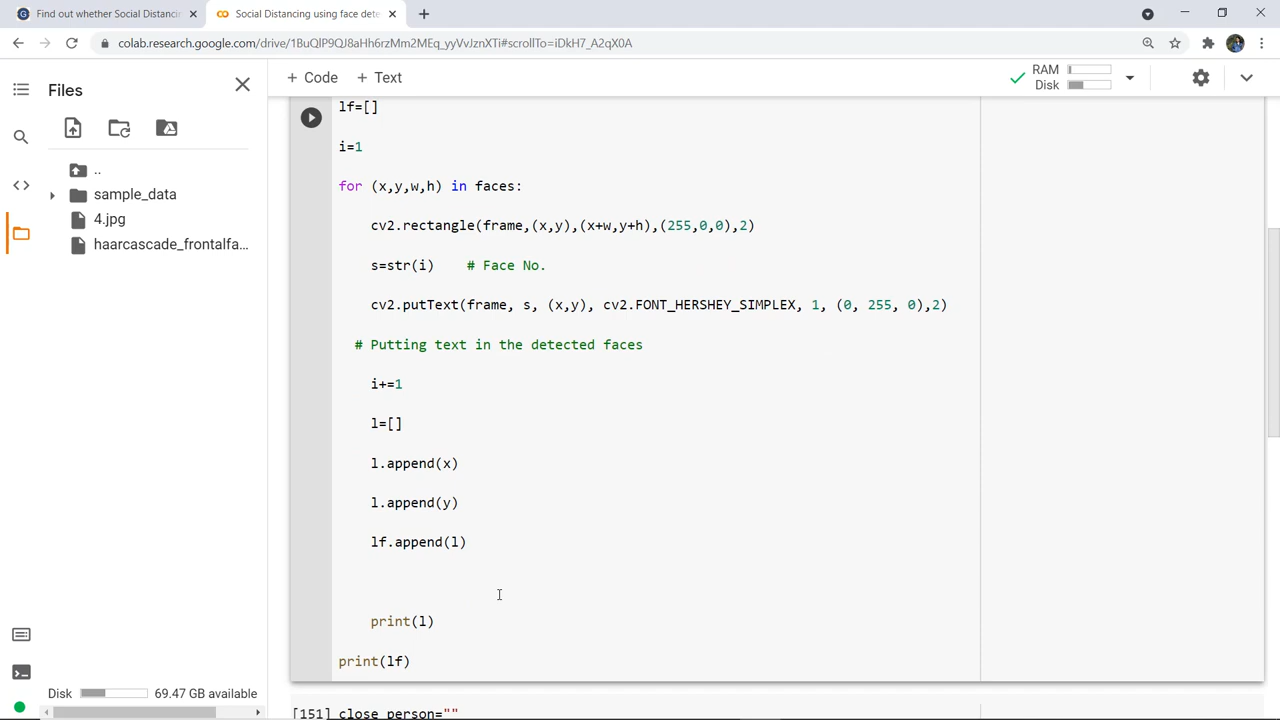 Find out whether Social Distancin
Social Distancing using face dete
colab.research.google.com/drive/1BuQlP9QJ8aHh6rzMm2MEq_yyVvJznXTi#scrollTo=iDkH7_A2qX0A
Files
+ Code + Text
RAM
Disk
..
sample_data
4.jpg
haarcascade_frontalfa...
lf=[]
i=1
for (x,y,w,h) in faces:
cv2.rectangle(frame,(x,y),(x+w,y+h),(255,0,0),2)
s=str(i) # Face No.
cv2.putText(frame, s, (x,y), cv2.FONT_HERSHEY_SIMPLEX, 1, (0, 255, 0),2)
# Putting text in the detected faces
i+=1
l=[]
l.append(x)
l.append(y)
lf.append(l)
print(l)
print(lf)
[151] close_person=""
Disk 69.47 GB available